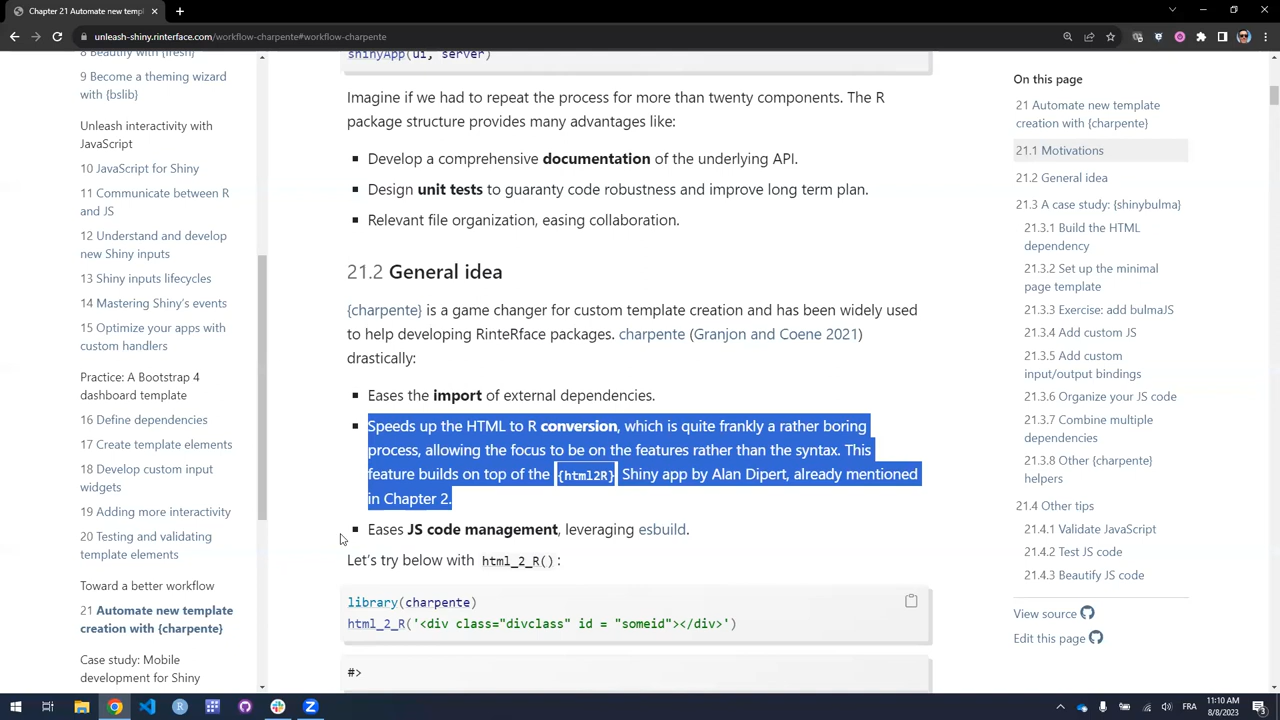 Chapter 21 Automate new temp
unleash-shiny.rinterface.com/workflow-charpente#workflow-charpente
8 Beautify with {fresh}
9 Become a theming wizard
with {bslib}
Unleash interactivity with
JavaScript
10 JavaScript for Shiny
11 Communicate between R
and JS
12 Understand and develop
new Shiny inputs
13 Shiny inputs lifecycles
14 Mastering Shiny's events
15 Optimize your apps with
custom handlers
Practice: A Bootstrap 4
dashboard template
16 Define dependencies
17 Create template elements
18 Develop custom input
widgets
19 Adding more interactivity
20 Testing and validating
template elements
Toward a better workflow
21 Automate new template
creation with {charpente}
Case study: Mobile
development for Shiny
shinyApp(ui, server)
Imagine if we had to repeat the process for more than twenty components. The R
package structure provides many advantages like:
▪ Develop a comprehensive documentation of the underlying API.
▪ Design unit tests to guaranty code robustness and improve long term plan.
▪ Relevant file organization, easing collaboration.
21.2 General idea
{charpente} is a game changer for custom template creation and has been widely used
to help developing RinteRface packages. charpente (Granjon and Coene 2021)
drastically:
▪ Eases the import of external dependencies.
▪ Speeds up the HTML to R conversion, which is quite frankly a rather boring
process, allowing the focus to be on the features rather than the syntax. This
feature builds on top of the {html2R} Shiny app by Alan Dipert, already mentioned
in Chapter 2.
▪ Eases JS code management, leveraging esbuild.
Let's try below with html_2_R():
library(charpente)
html_2_R('<div class="divclass" id = "someid"></div>')
#>
On this page
21 Automate new template
creation with {charpente}
21.1 Motivations
21.2 General idea
21.3 A case study: {shinybulma}
21.3.1 Build the HTML
dependency
21.3.2 Set up the minimal
page template
21.3.3 Exercise: add bulmaJS
21.3.4 Add custom JS
21.3.5 Add custom
input/output bindings
21.3.6 Organize your JS code
21.3.7 Combine multiple
dependencies
21.3.8 Other {charpente}
helpers
21.4 Other tips
21.4.1 Validate JavaScript
21.4.2 Test JS code
21.4.3 Beautify JS code
View source
Edit this page
FRA
11:10 AM
8/8/2023